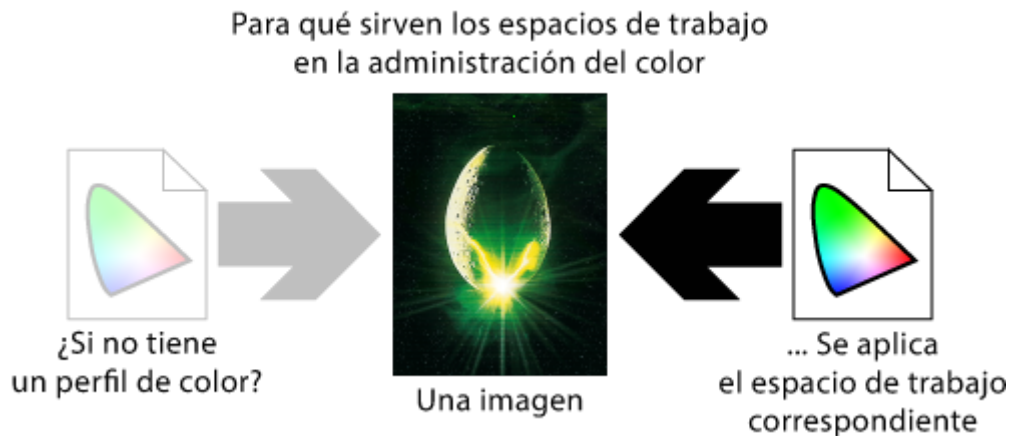 Para qué sirven los espacios de trabajo
en la administración del color
¿Si no tiene
un perfil de color?
Una imagen
... Se aplica
el espacio de trabajo
correspondiente